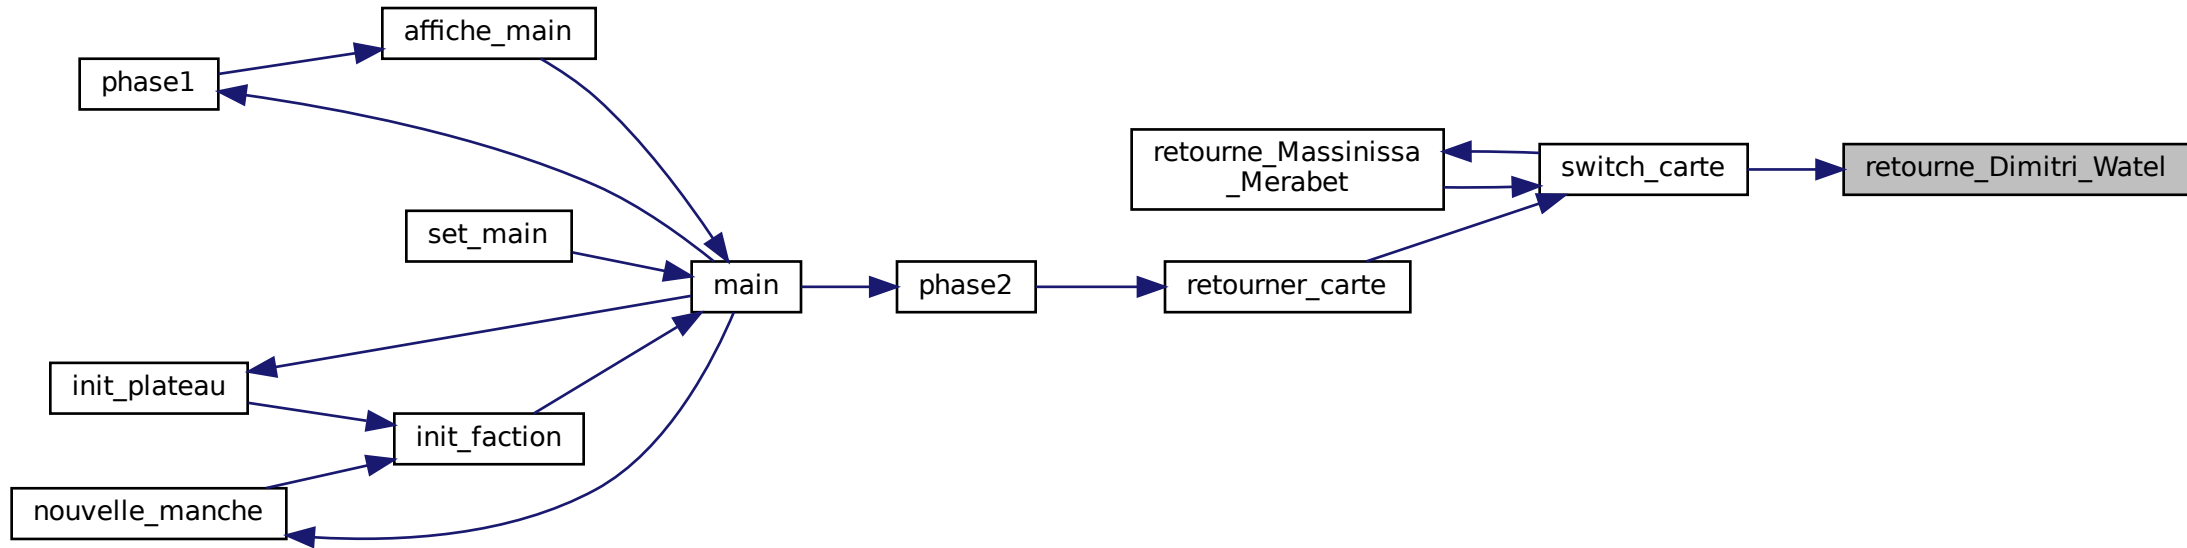 affiche_main
phase1
retourne_Massinissa
_Merabet
switch_carte
retourne_Dimitri_Watel
set_main
main
phase2
retourner_carte
init_plateau
init_faction
nouvelle_manche